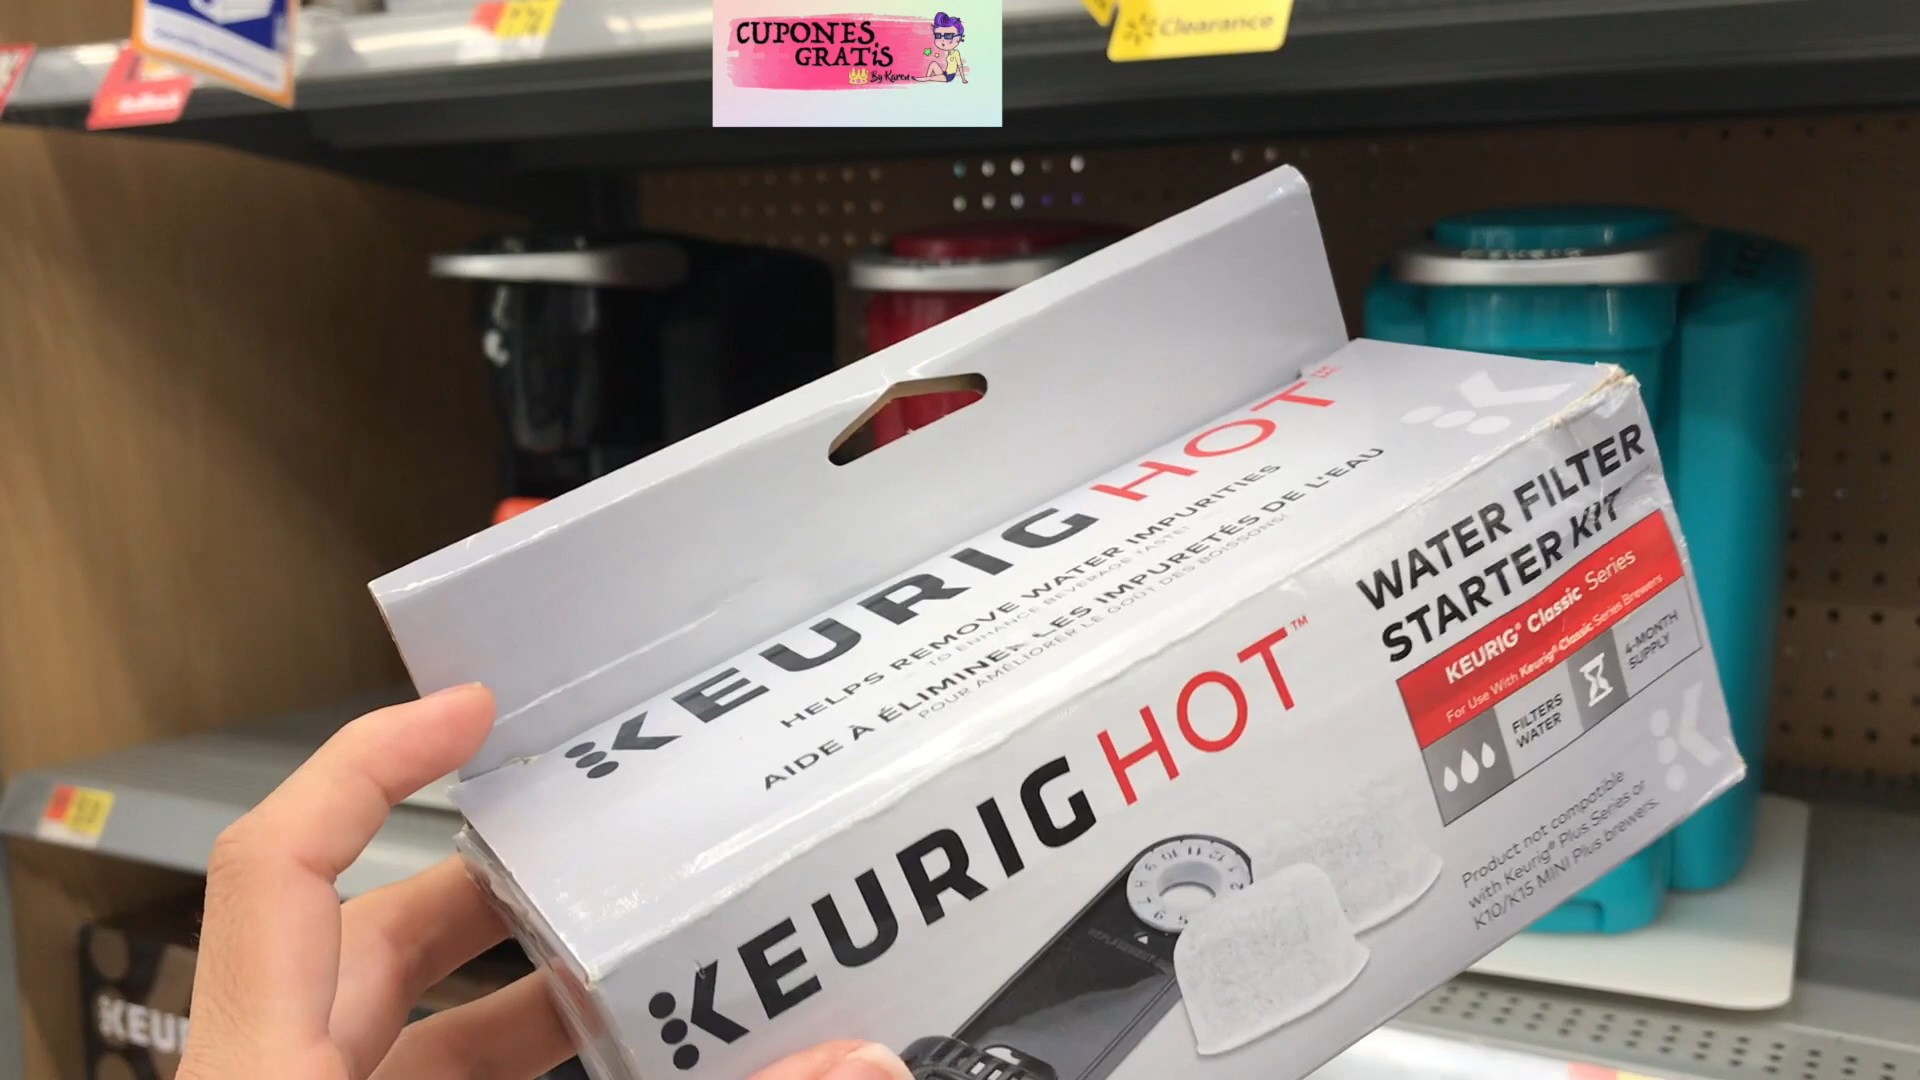 CUPONES
GRATiS
By Karen
Clearance
KEURIG HOT™
HELPS REMOVE WATER IMPURITIES
TO ENHANCE BEVERAGE TASTE!
AIDE À ÉLIMINER LES IMPURETÉS DE L'EAU
POUR AMÉLIORER LE GOÛT DES BOISSONS!
WATER FILTER
STARTER KIT
KEURIG® Classic Series
For Use With Keurig® Classic Series Brewers
FILTERS
WATER
4-MONTH
SUPPLY
KEURIG HOT™
Product not compatible
with Keurig® Plus Series or
K10/K15 MINI Plus brewers.
KEU